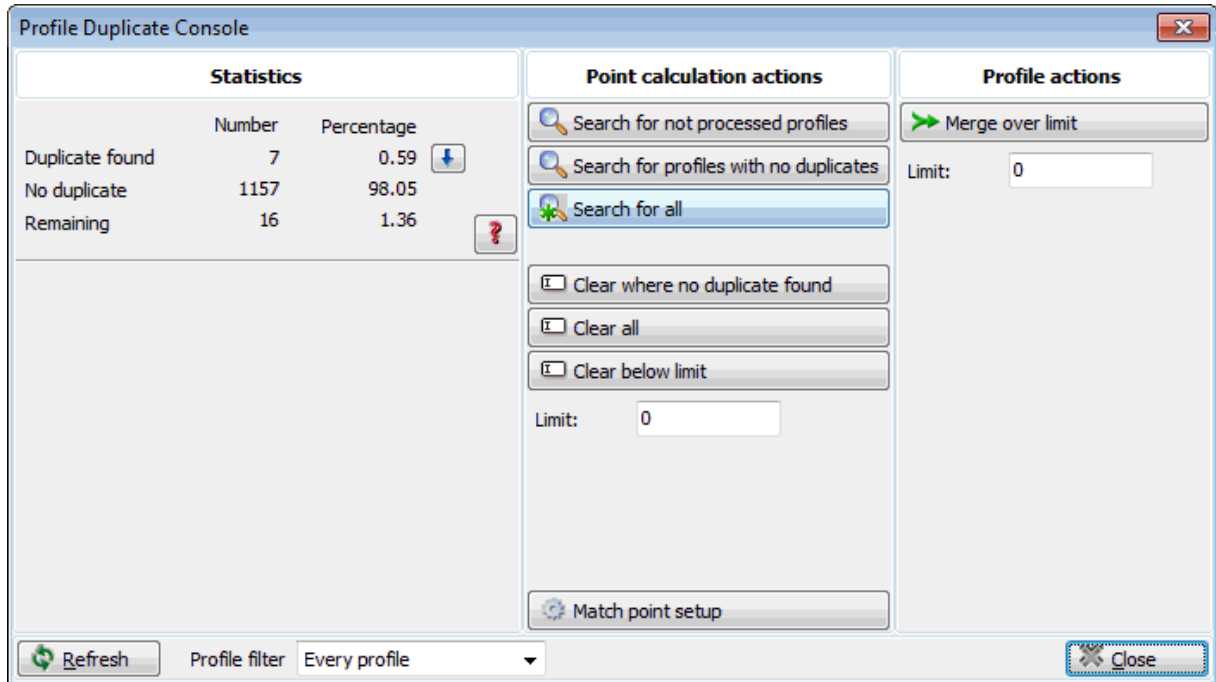 Profile Duplicate Console
Statistics
Number Percentage
Duplicate found 7 0.59
No duplicate 1157 98.05
Remaining 16 1.36
Point calculation actions
Search for not processed profiles
Search for profiles with no duplicates
Search for all
Clear where no duplicate found
Clear all
Clear below limit
Limit: 0
Match point setup
Profile actions
Merge over limit
Limit: 0
Refresh Profile filter Every profile Close